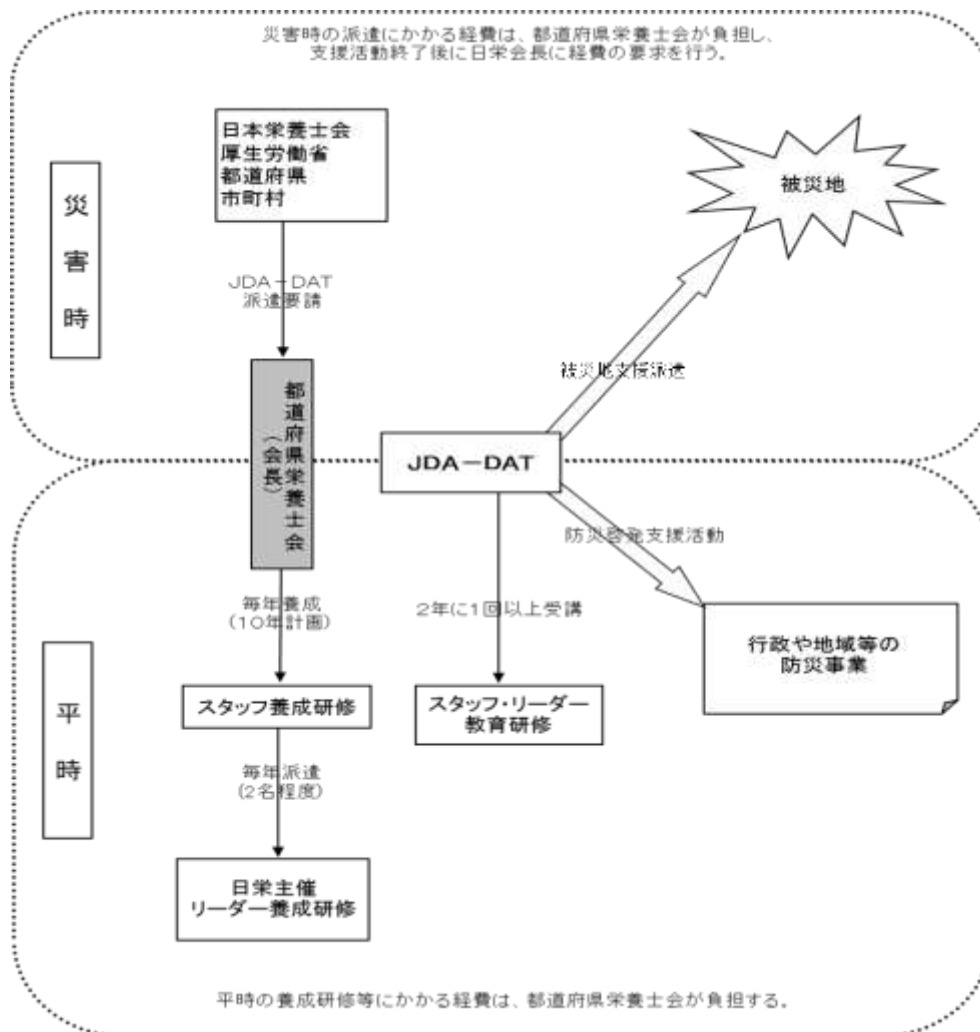 災害時の派遣にかかる経費は、都道府県栄養士会が負担し、
支援活動終了後に日栄会長に経費の要求を行う。
日本栄養士会
厚生労働省
都道府県
市町村
被災地
災害時
JDA－DAT
派遣要請
被災地支援派遣
都道府県栄養士会
（会長）
JDA－DAT
防災啓発支援活動
毎年養成
（10年計画）
2年に1回以上受講
行政や地域等の
防災事業
スタッフ養成研修
スタッフ・リーダー
教育研修
平時
毎年派遣
（2名程度）
日栄主催
リーダー養成研修
平時の養成研修等にかかる経費は、都道府県栄養士会が負担する。